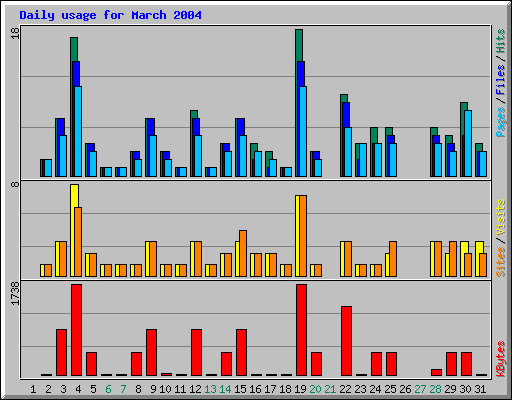 Daily usage for March 2004
18
Pages / Files / Hits
8
Sites / Visits
1738
KBytes
1 2 3 4 5 6 7 8 9 10 11 12 13 14 15 16 17 18 19 20 21 22 23 24 25 26 27 28 29 30 31